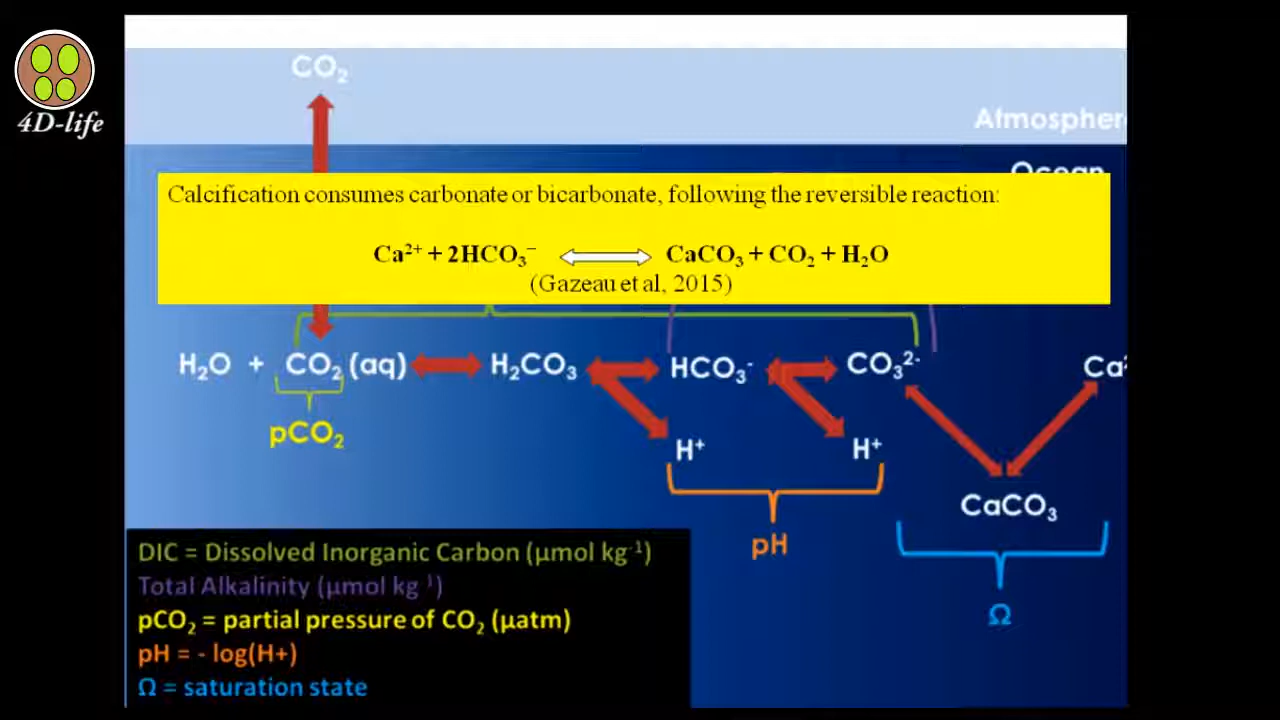 4D-life
CO₂
Atmospher
Ocean
Calcification consumes carbonate or bicarbonate, following the reversible reaction:
Ca²⁺ + 2HCO₃⁻ CaCO₃ + CO₂ + H₂O
(Gazeau et al, 2015)
H₂O + CO₂ (aq) H₂CO₃ HCO₃⁻ CO₃²⁻ Ca²
pCO₂
H⁺ H⁺
CaCO₃
pH
DIC = Dissolved Inorganic Carbon (μmol kg⁻¹)
Total Alkalinity (μmol kg⁻¹)
pCO₂ = partial pressure of CO₂ (μatm)
pH = - log(H+)
Ω = saturation state
Ω